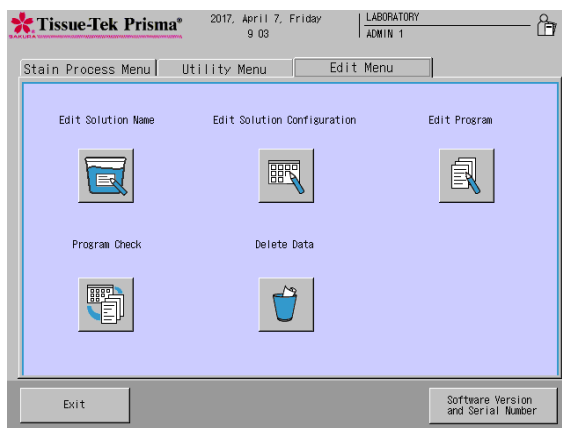 Tissue-Tek Prisma®
SAKURA
2017, April 7, Friday
9 03
LABORATORY
ADMIN 1
Stain Process Menu
Utility Menu
Edit Menu
Edit Solution Name
Edit Solution Configuration
Edit Program
Program Check
Delete Data
Exit
Software Version
and Serial Number